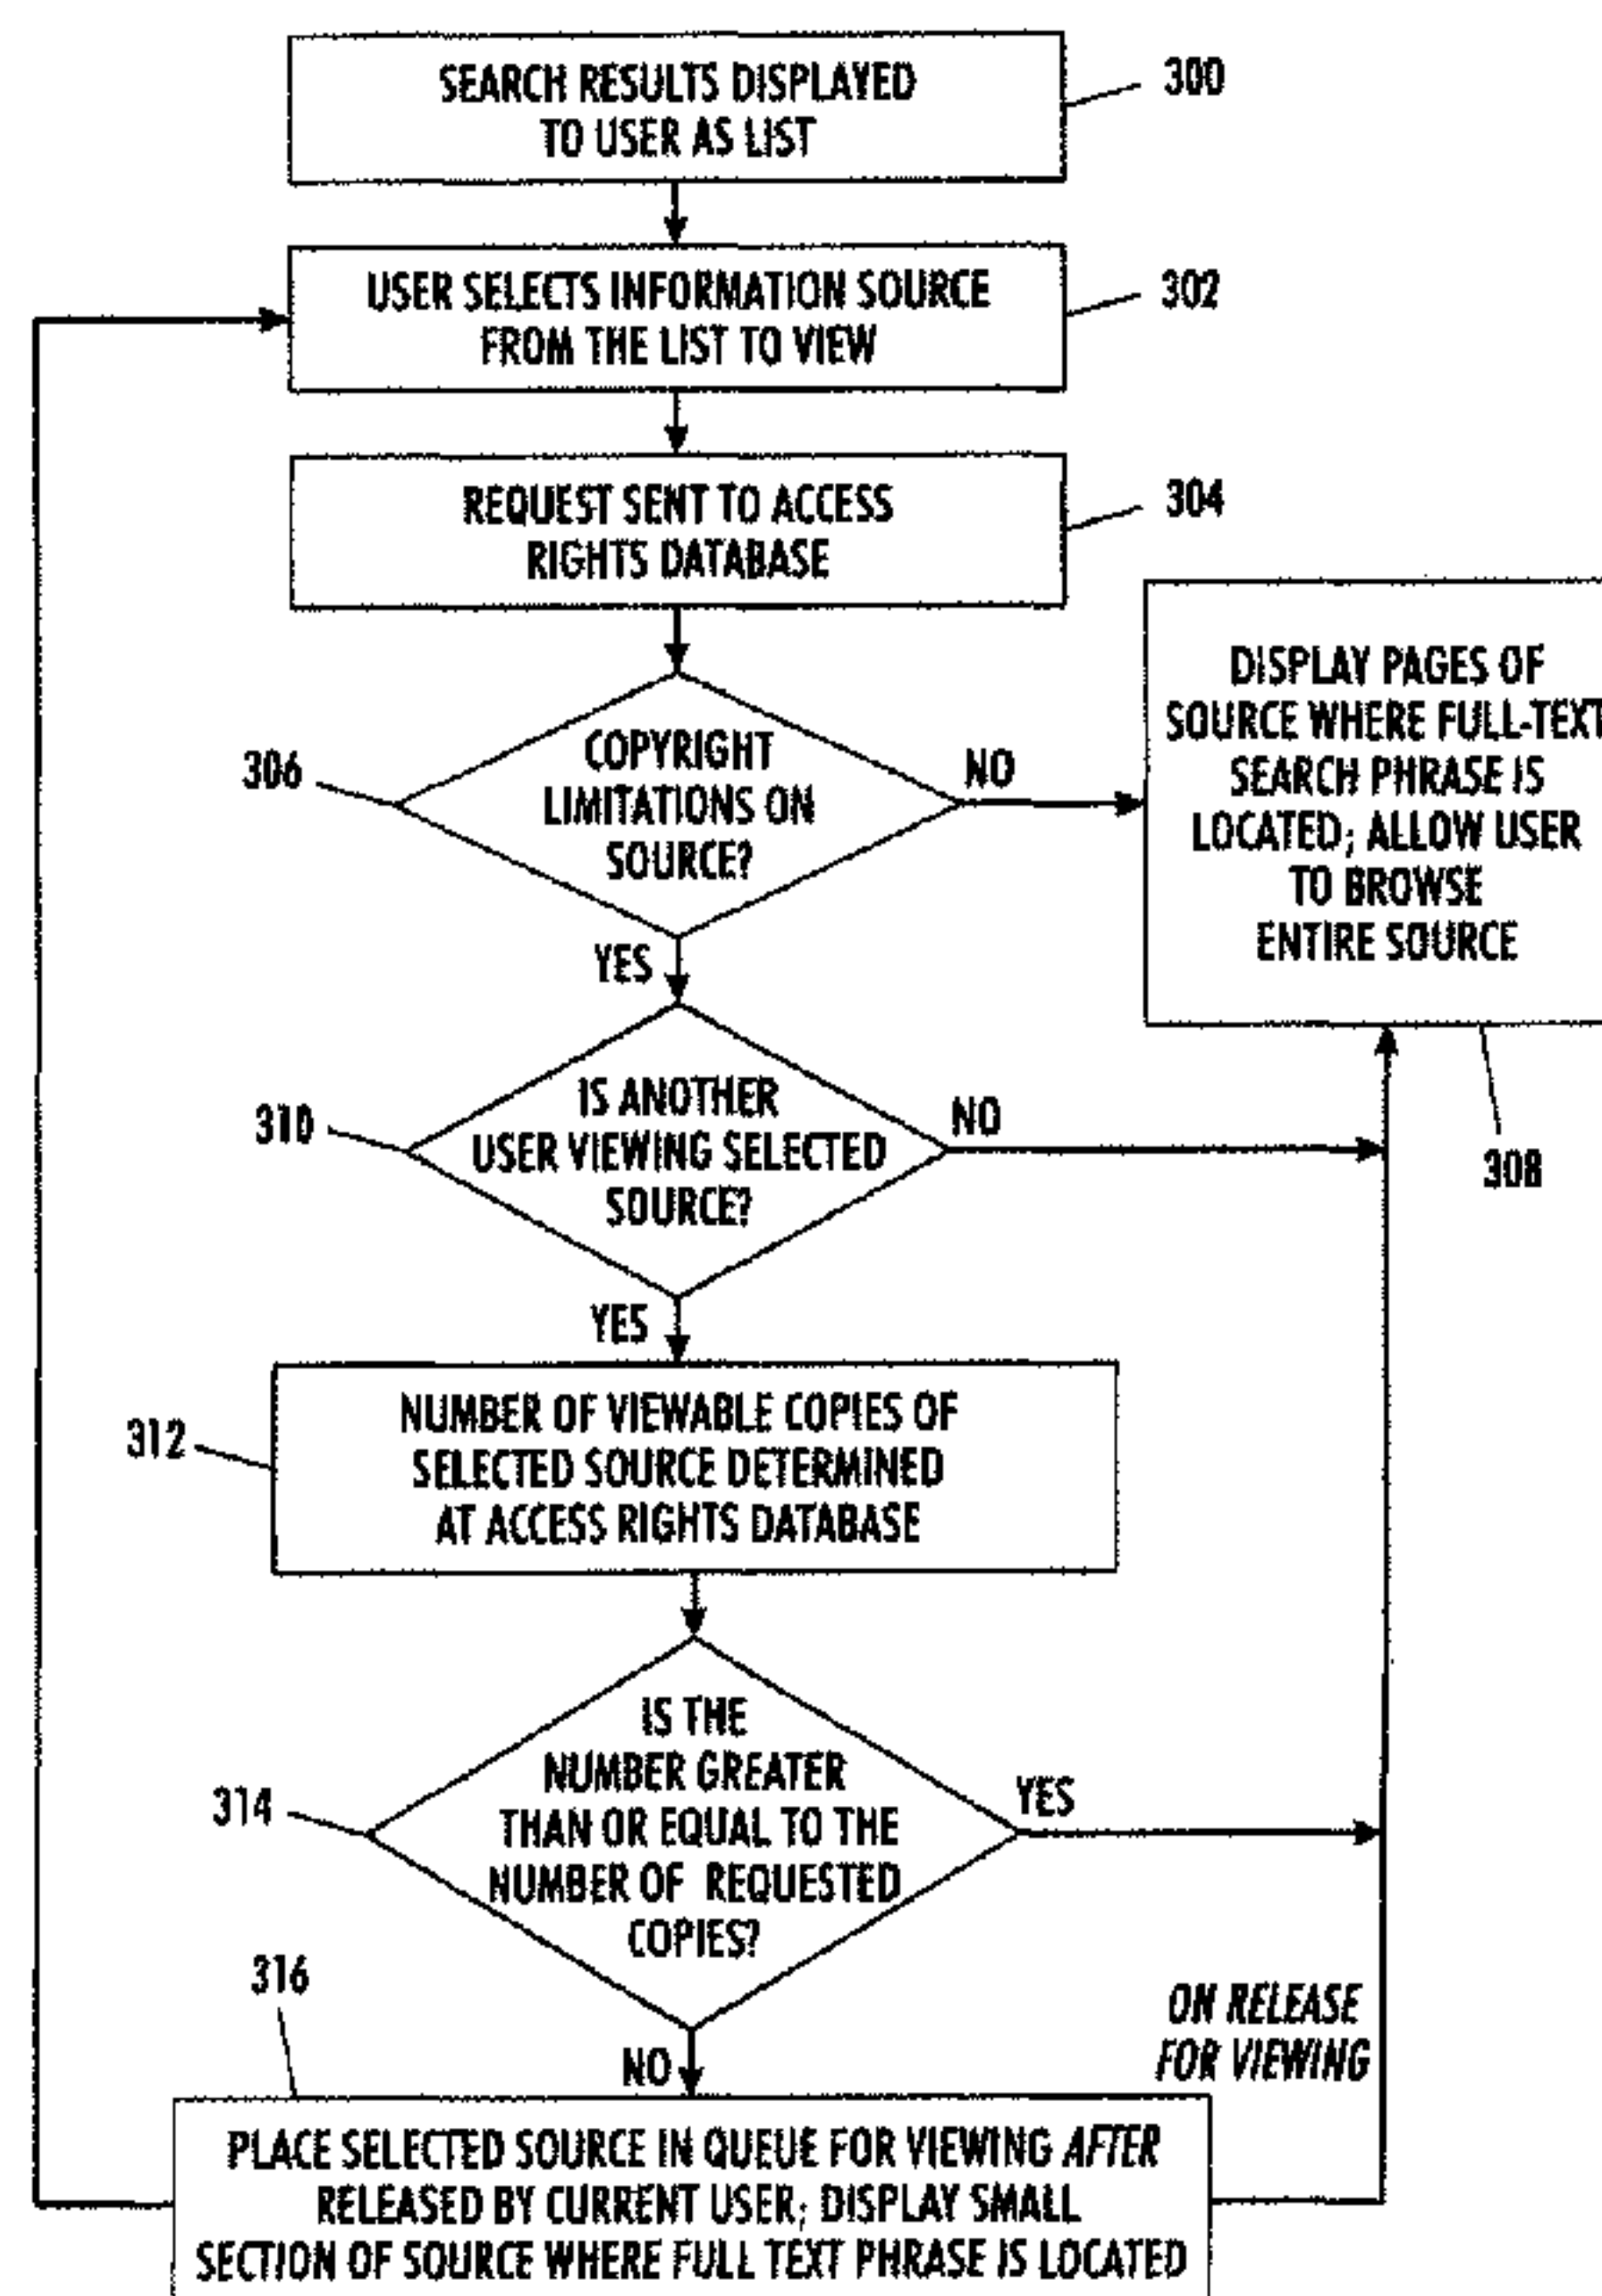 SEARCH RESULTS DISPLAYED
TO USER AS LIST
300
USER SELECTS INFORMATION SOURCE
FROM THE LIST TO VIEW
302
REQUEST SENT TO ACCESS
RIGHTS DATABASE
304
COPYRIGHT
LIMITATIONS ON
SOURCE?
306
NO
YES
DISPLAY PAGES OF
SOURCE WHERE FULL-TEXT
SEARCH PHRASE IS
LOCATED; ALLOW USER
TO BROWSE
ENTIRE SOURCE
308
IS ANOTHER
USER VIEWING SELECTED
SOURCE?
310
NO
YES
NUMBER OF VIEWABLE COPIES OF
SELECTED SOURCE DETERMINED
AT ACCESS RIGHTS DATABASE
312
IS THE
NUMBER GREATER
THAN OR EQUAL TO THE
NUMBER OF REQUESTED
COPIES?
314
YES
NO
316
ON RELEASE
FOR VIEWING
PLACE SELECTED SOURCE IN QUEUE FOR VIEWING AFTER
RELEASED BY CURRENT USER; DISPLAY SMALL
SECTION OF SOURCE WHERE FULL TEXT PHRASE IS LOCATED